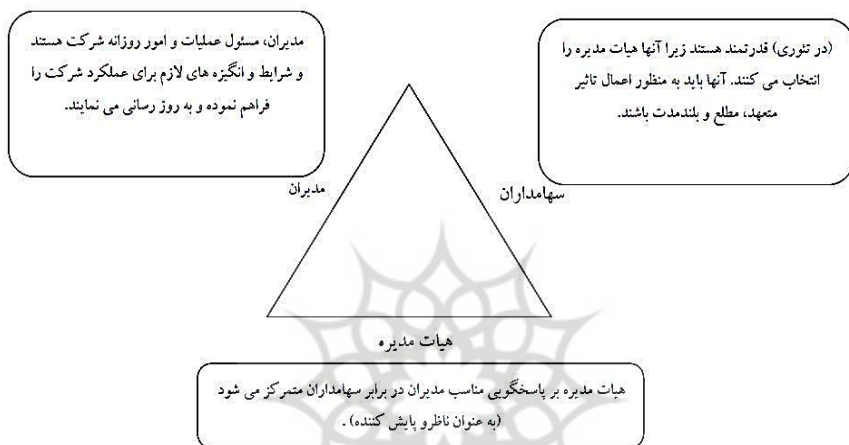 (در تئوری) قدرتمند هستند زیرا آنها هیات مدیره را
انتخاب می کنند. آنها باید به منظور اعمال تاثیر
متعهد، مطلع و بلندمدت باشند.
سهامداران
مدیران، مسئول عملیات و امور روزانه شرکت هستند
و شرایط و انگیزه های لازم برای عملکرد شرکت را
فراهم نموده و به روز رسانی می نمایند.
مدیران
هیات مدیره
هیات مدیره بر پاسخگویی مناسب مدیران در برابر سهامداران متمرکز می شود
(به عنوان ناظرو پایش کننده) .